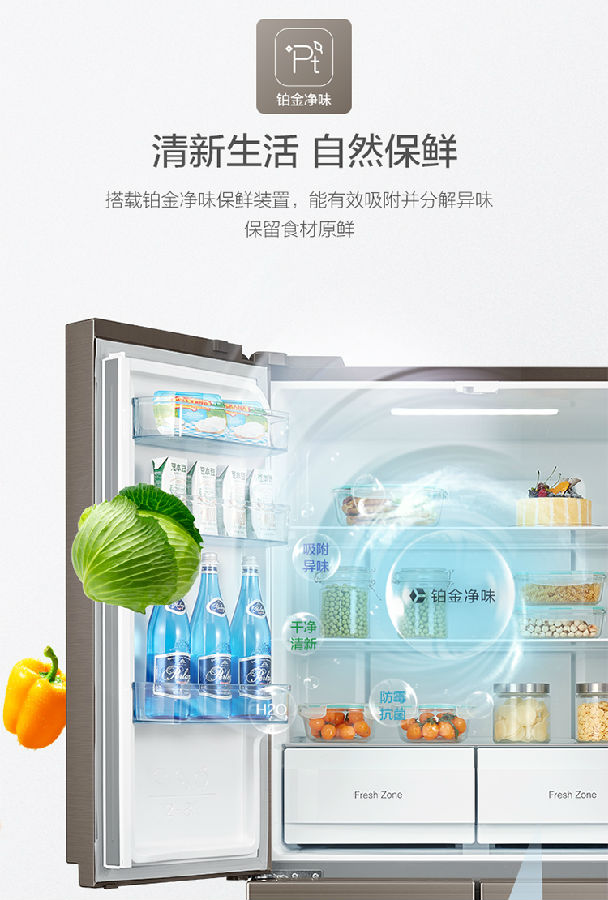 Pt
铂金净味
清新生活 自然保鲜
搭载铂金净味保鲜装置，能有效吸附并分解异味
保留食材原鲜
吸附
异味
铂金净味
干净
清新
防霉
抗菌
H2O
Fresh Zone
Fresh Zone